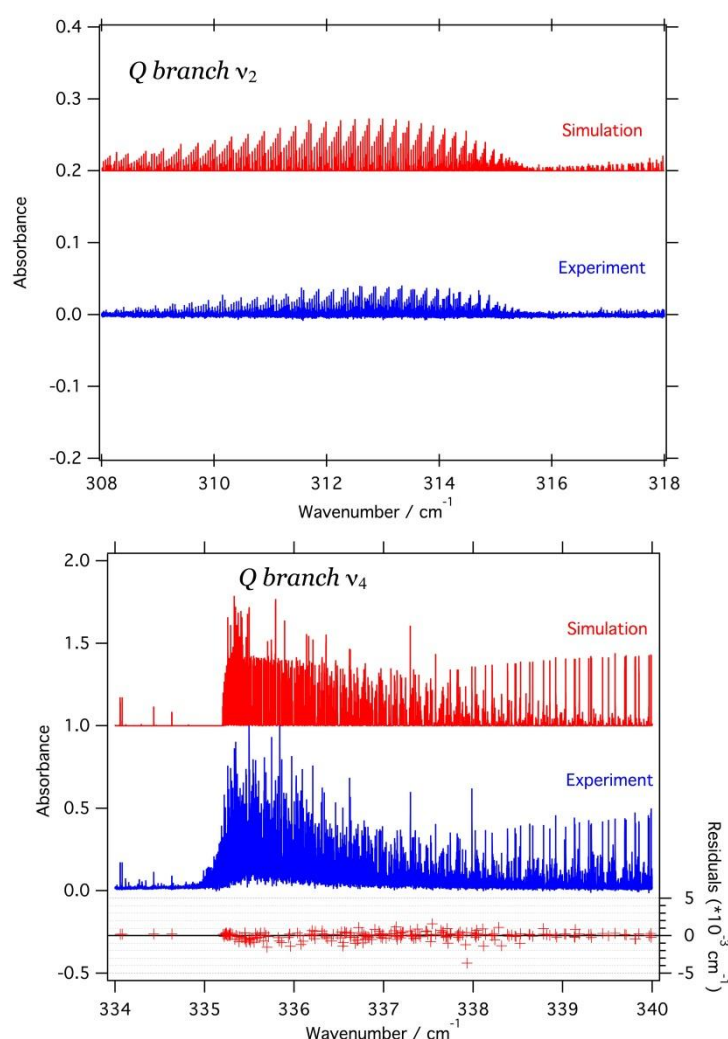 0.4
Q branch ν2
0.3
Simulation
0.2
Absorbance
0.1
Experiment
0.0
-0.1
-0.2
308 310 312 314 316 318
Wavenumber / cm-1
2.0
Q branch ν4
Simulation
1.5
1.0
Absorbance
Experiment
0.5
0.0
5
0
-5
Residuals (*10-3 cm-1)
-0.5
334 335 336 337 338 339 340
Wavenumber / cm-1